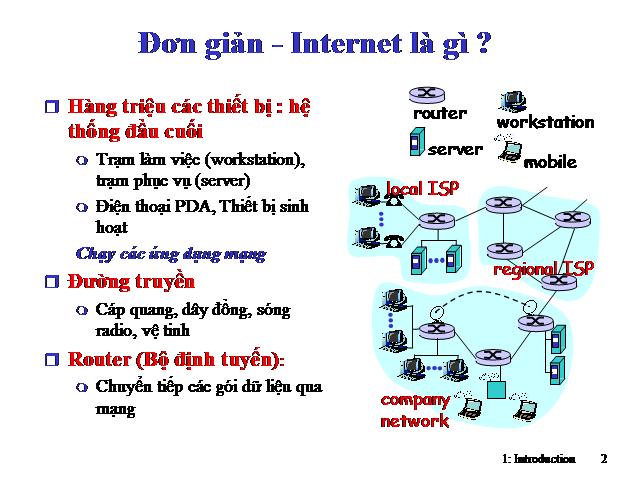 Đơn giản - Internet là gì ?
Hàng triệu các thiết bị : hệ
thống đầu cuối
Trạm làm việc (workstation),
trạm phục vụ (server)
Điện thoại PDA, Thiết bị sinh
hoạt
Chạy các ứng dụng mạng
Đường truyền
Cáp quang, dây đồng, sóng
radio, vệ tinh
Router (Bộ định tuyến):
Chuyển tiếp các gói dữ liệu qua
mạng
router
workstation
server
mobile
local ISP
regional ISP
company
network
1: Introduction 2